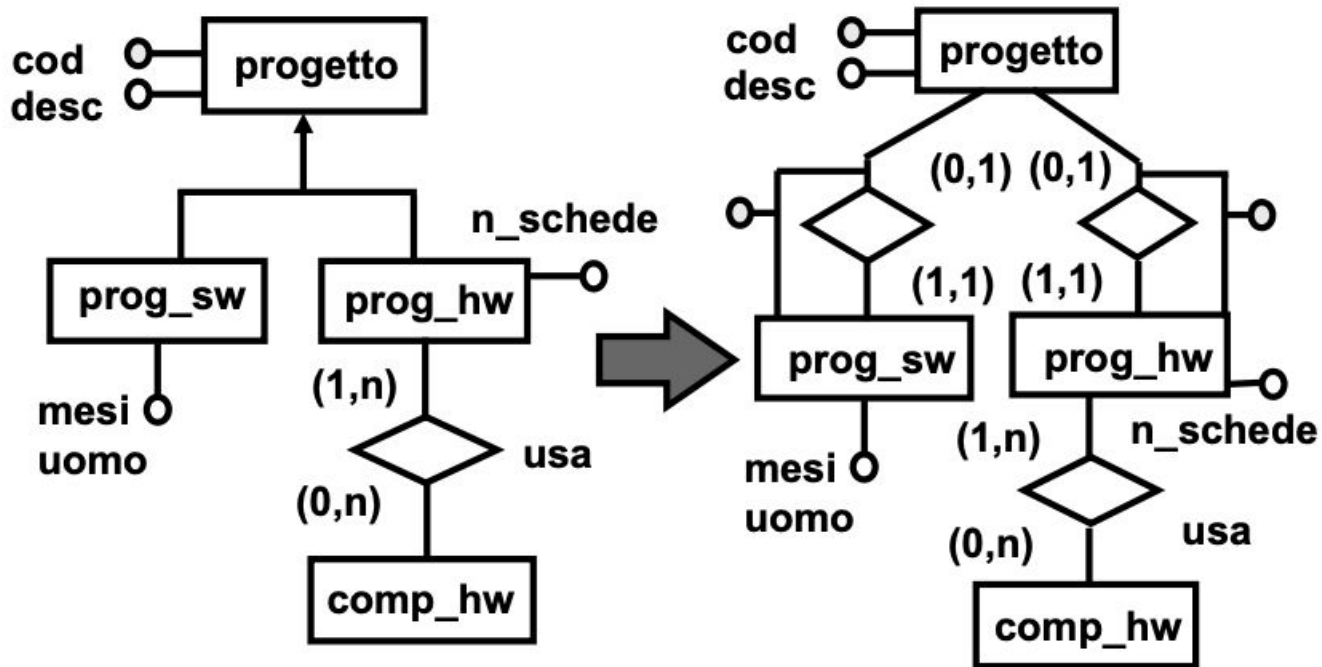 cod
desc
progetto
n_schede
prog_sw
prog_hw
mesi
uomo
(1,n)
usa
(0,n)
comp_hw
cod
desc
progetto
(0,1)
(0,1)
(1,1)
(1,1)
prog_sw
prog_hw
mesi
uomo
(1,n)
n_schede
(0,n)
usa
comp_hw